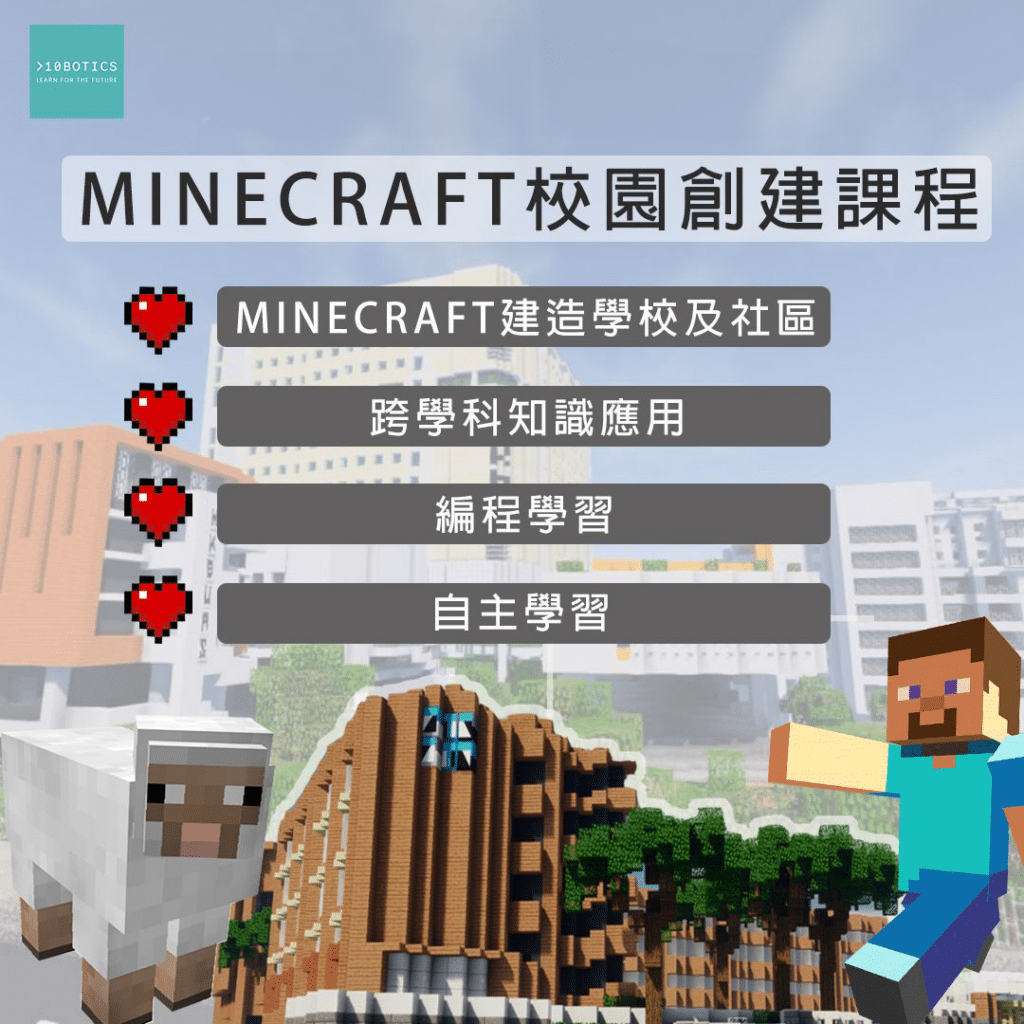 >10BOTICS
LEARN FOR THE FUTURE
MINECRAFT校園創建課程
MINECRAFT建造學校及社區
跨學科知識應用
編程學習
自主學習